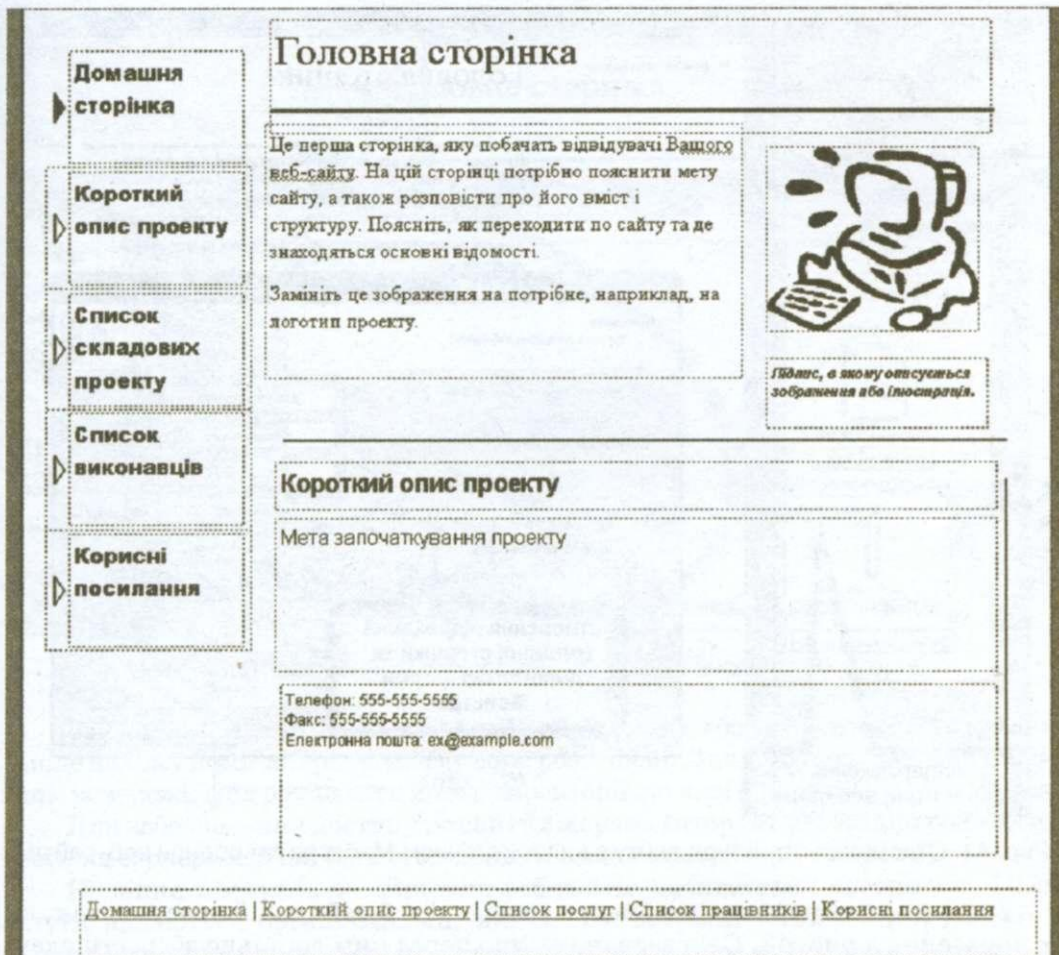 Головна сторінка
Домашня
сторінка
Короткий
опис проекту
Список
складових
проекту
Список
виконавців
Корисні
посилання
Це перша сторінка, яку побачать відвідувачі Вашого
веб-сайту. На цій сторінці потрібно пояснити мету
сайту, а також розповісти про його вміст і
структуру. Поясніть, як переходити по сайту та де
знаходяться основні відомості.
Замініть це зображення на потрібне, наприклад, на
логотип проекту.
Підпис, в якому описується
зображення або ілюстрація.
Короткий опис проекту
Мета започаткування проекту
Телефон: 555-555-5555
Факс: 555-555-5555
Електронна пошта: ex@example.com
Домашня сторінка | Короткий опис проекту | Список послуг | Список працівників | Корисні посилання